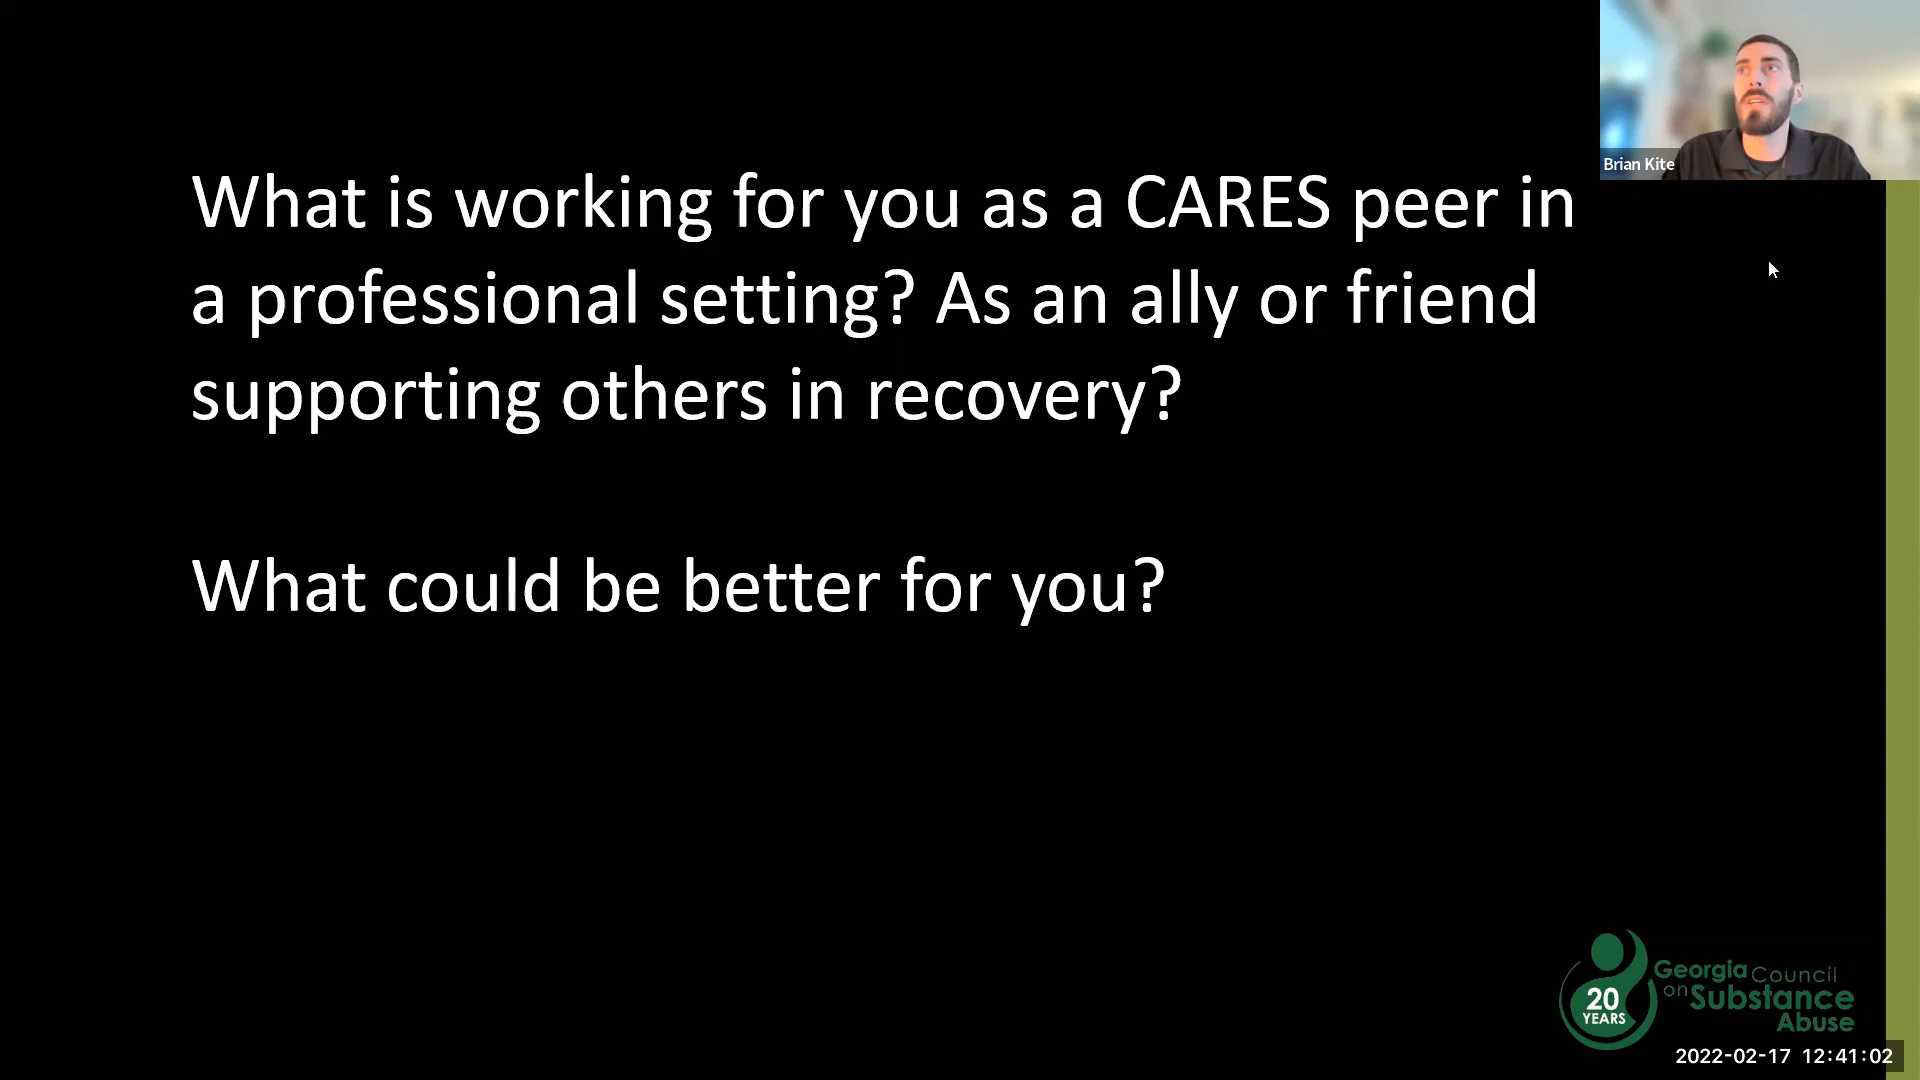 What is working for you as a CARES peer in
a professional setting? As an ally or friend
supporting others in recovery?
What could be better for you?
Brian Kite
20
YEARS
Georgia Council
on Substance
Abuse
2022-02-17 12:41:02